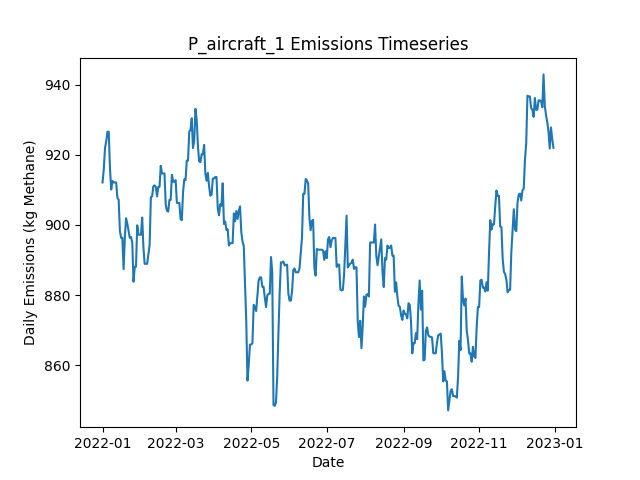 P_aircraft_1 Emissions Timeseries
Daily Emissions (kg Methane)
940
920
900
880
860
2022-01 2022-03 2022-05 2022-07 2022-09 2022-11 2023-01
Date